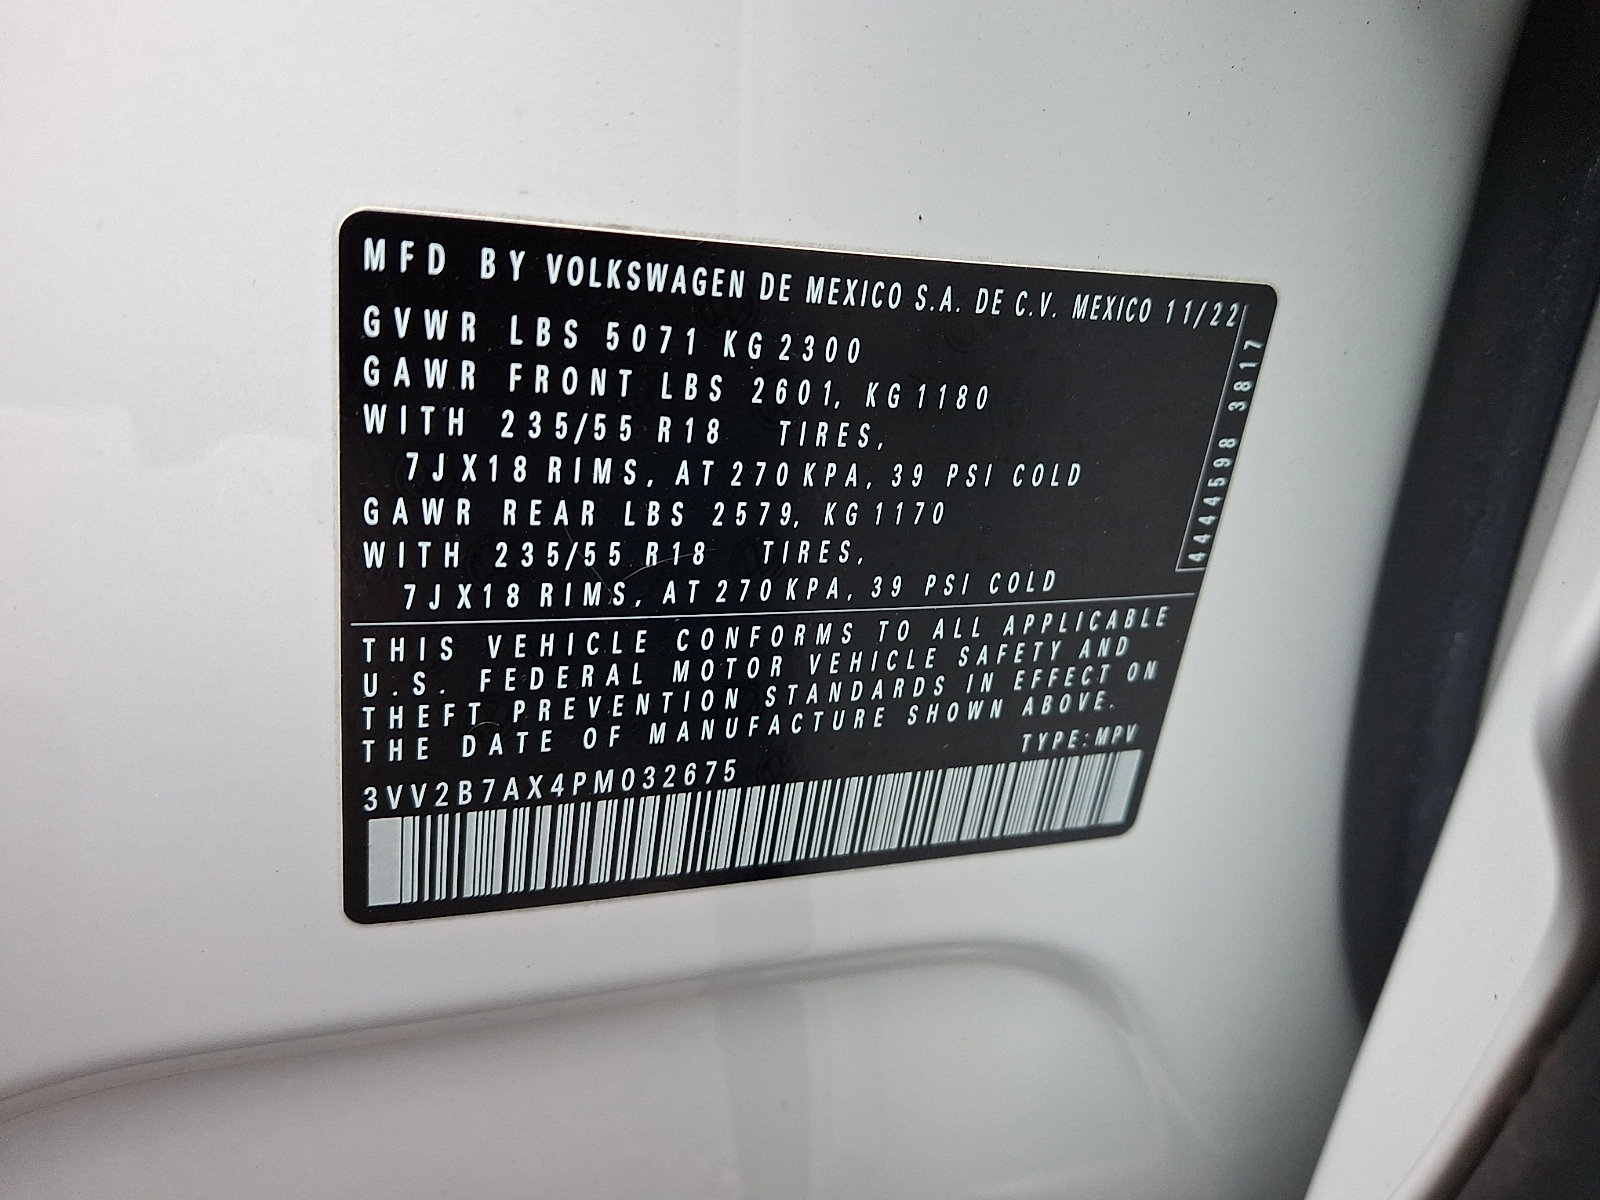 MFD BY VOLKSWAGEN DE MEXICO S.A. DE C.V. MEXICO 11/22
GVWR LBS 5071 KG 2300
GAWR FRONT LBS 2601, KG 1180
WITH 235/55 R18 TIRES,
7JX18 RIMS, AT 270 KPA, 39 PSI COLD
GAWR REAR LBS 2579, KG 1170
WITH 235/55 R18 TIRES,
7JX18 RIMS, AT 270 KPA, 39 PSI COLD
4444598 3817
THIS VEHICLE CONFORMS TO ALL APPLICABLE
U.S. FEDERAL MOTOR VEHICLE SAFETY AND
THEFT PREVENTION STANDARDS IN EFFECT ON
THE DATE OF MANUFACTURE SHOWN ABOVE.
3VV2B7AX4PM032675 TYPE:MPV